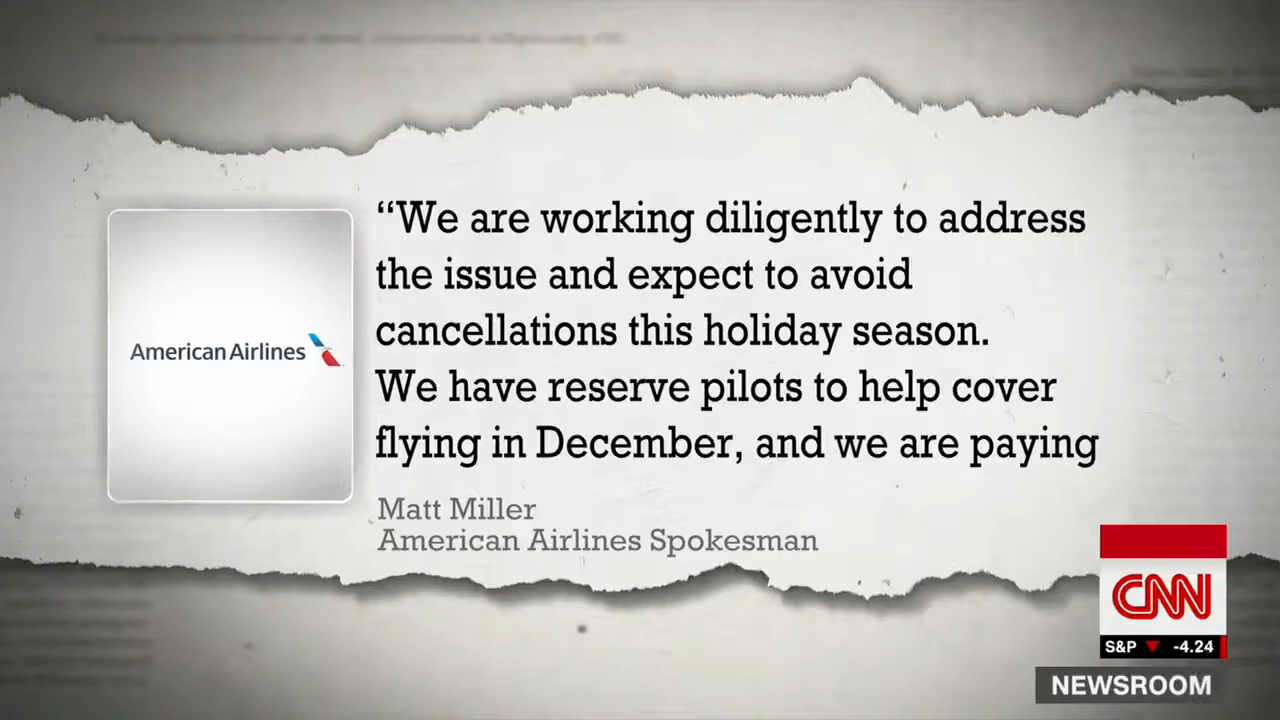 “We are working diligently to address
the issue and expect to avoid
cancellations this holiday season.
We have reserve pilots to help cover
flying in December, and we are paying
American Airlines
Matt Miller
American Airlines Spokesman
CNN
S&P -4.24
NEWSROOM